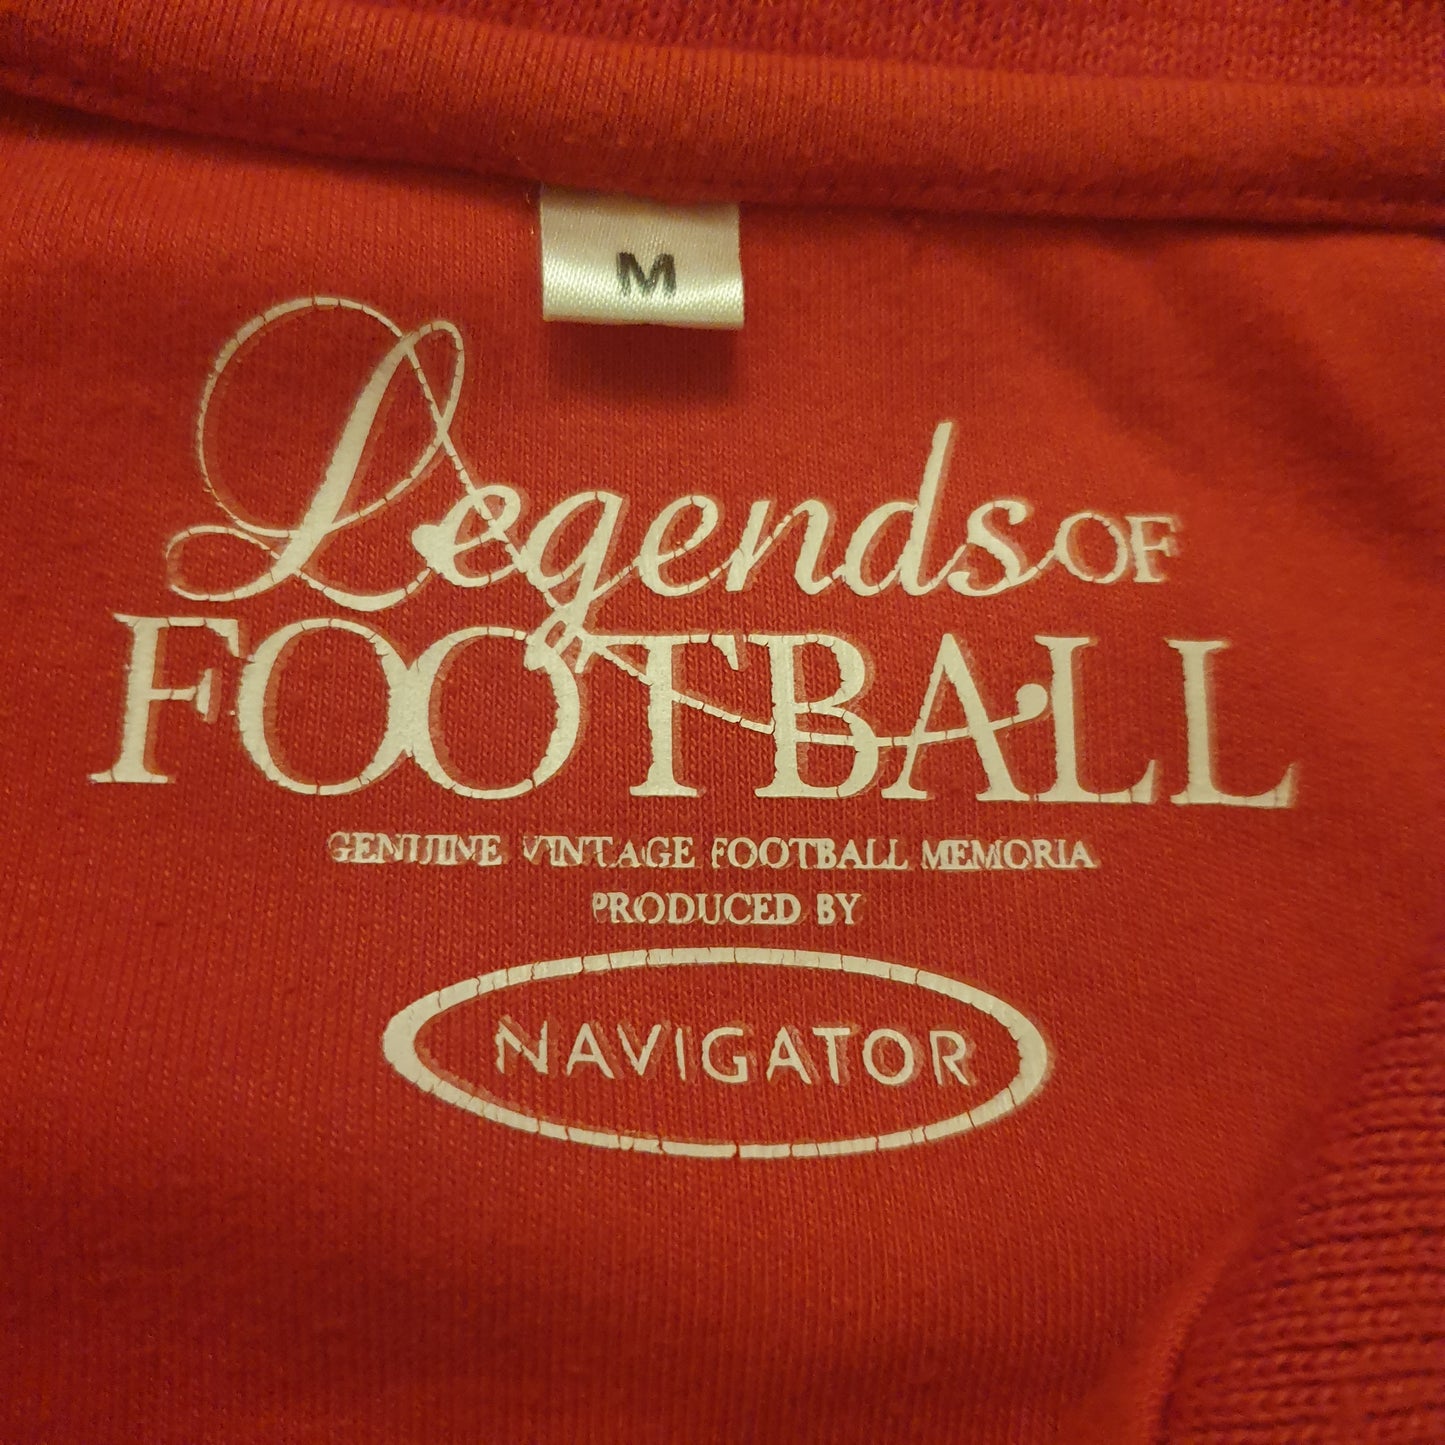 M
Legends OF
FOOTBALL
GENUINE VINTAGE FOOTBALL MEMORIA
PRODUCED BY
NAVIGATOR